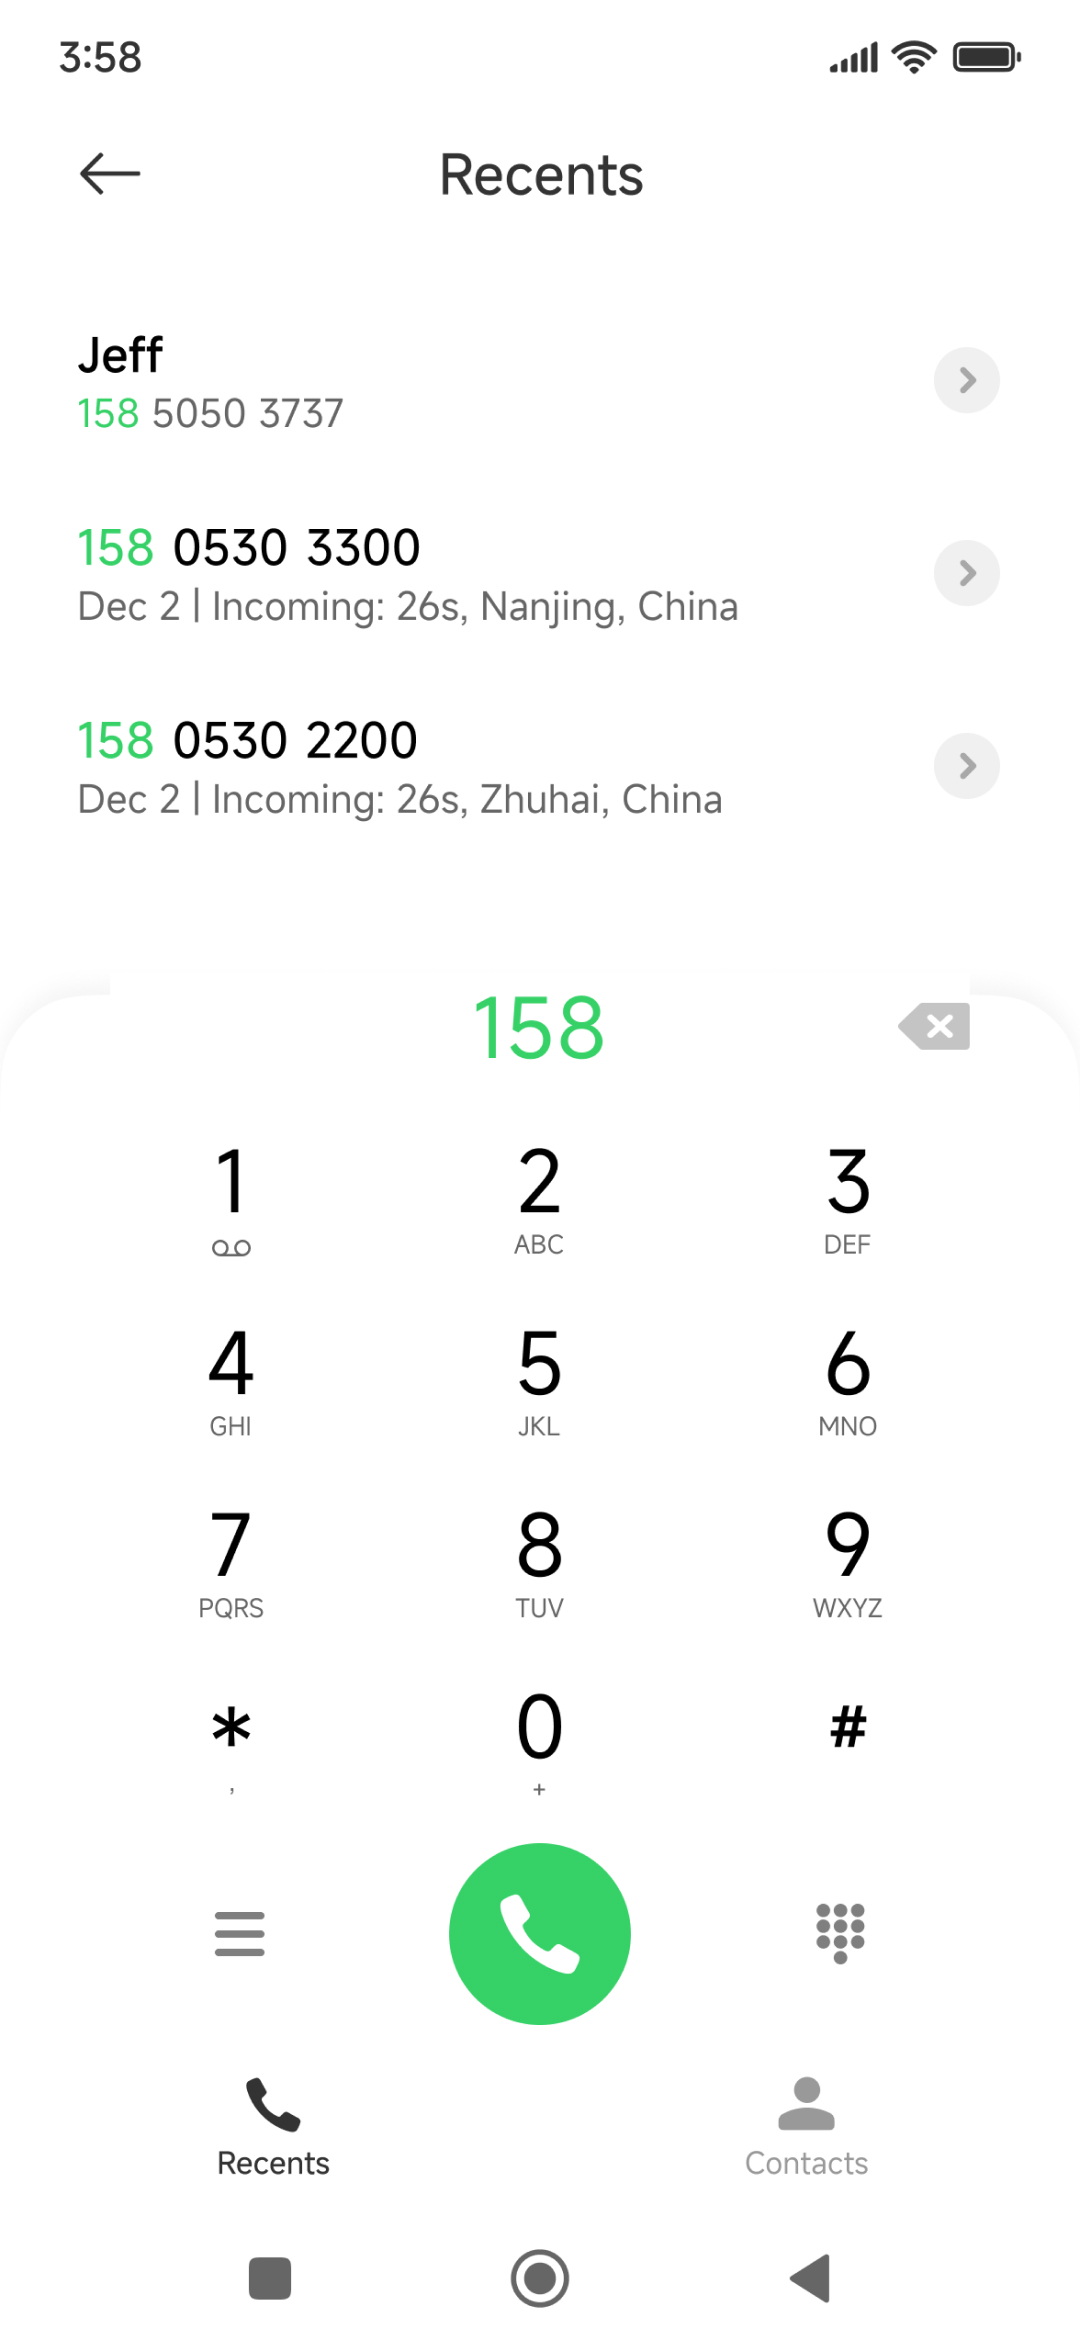 3:58
Recents
Jeff
158 5050 3737
158 0530 3300
Dec 2 | Incoming: 26s, Nanjing, China
158 0530 2200
Dec 2 | Incoming: 26s, Zhuhai, China
158
1 2 3
ABC DEF
4 5 6
GHI JKL MNO
7 8 9
PQRS TUV WXYZ
* 0 #
, +
Recents Contacts